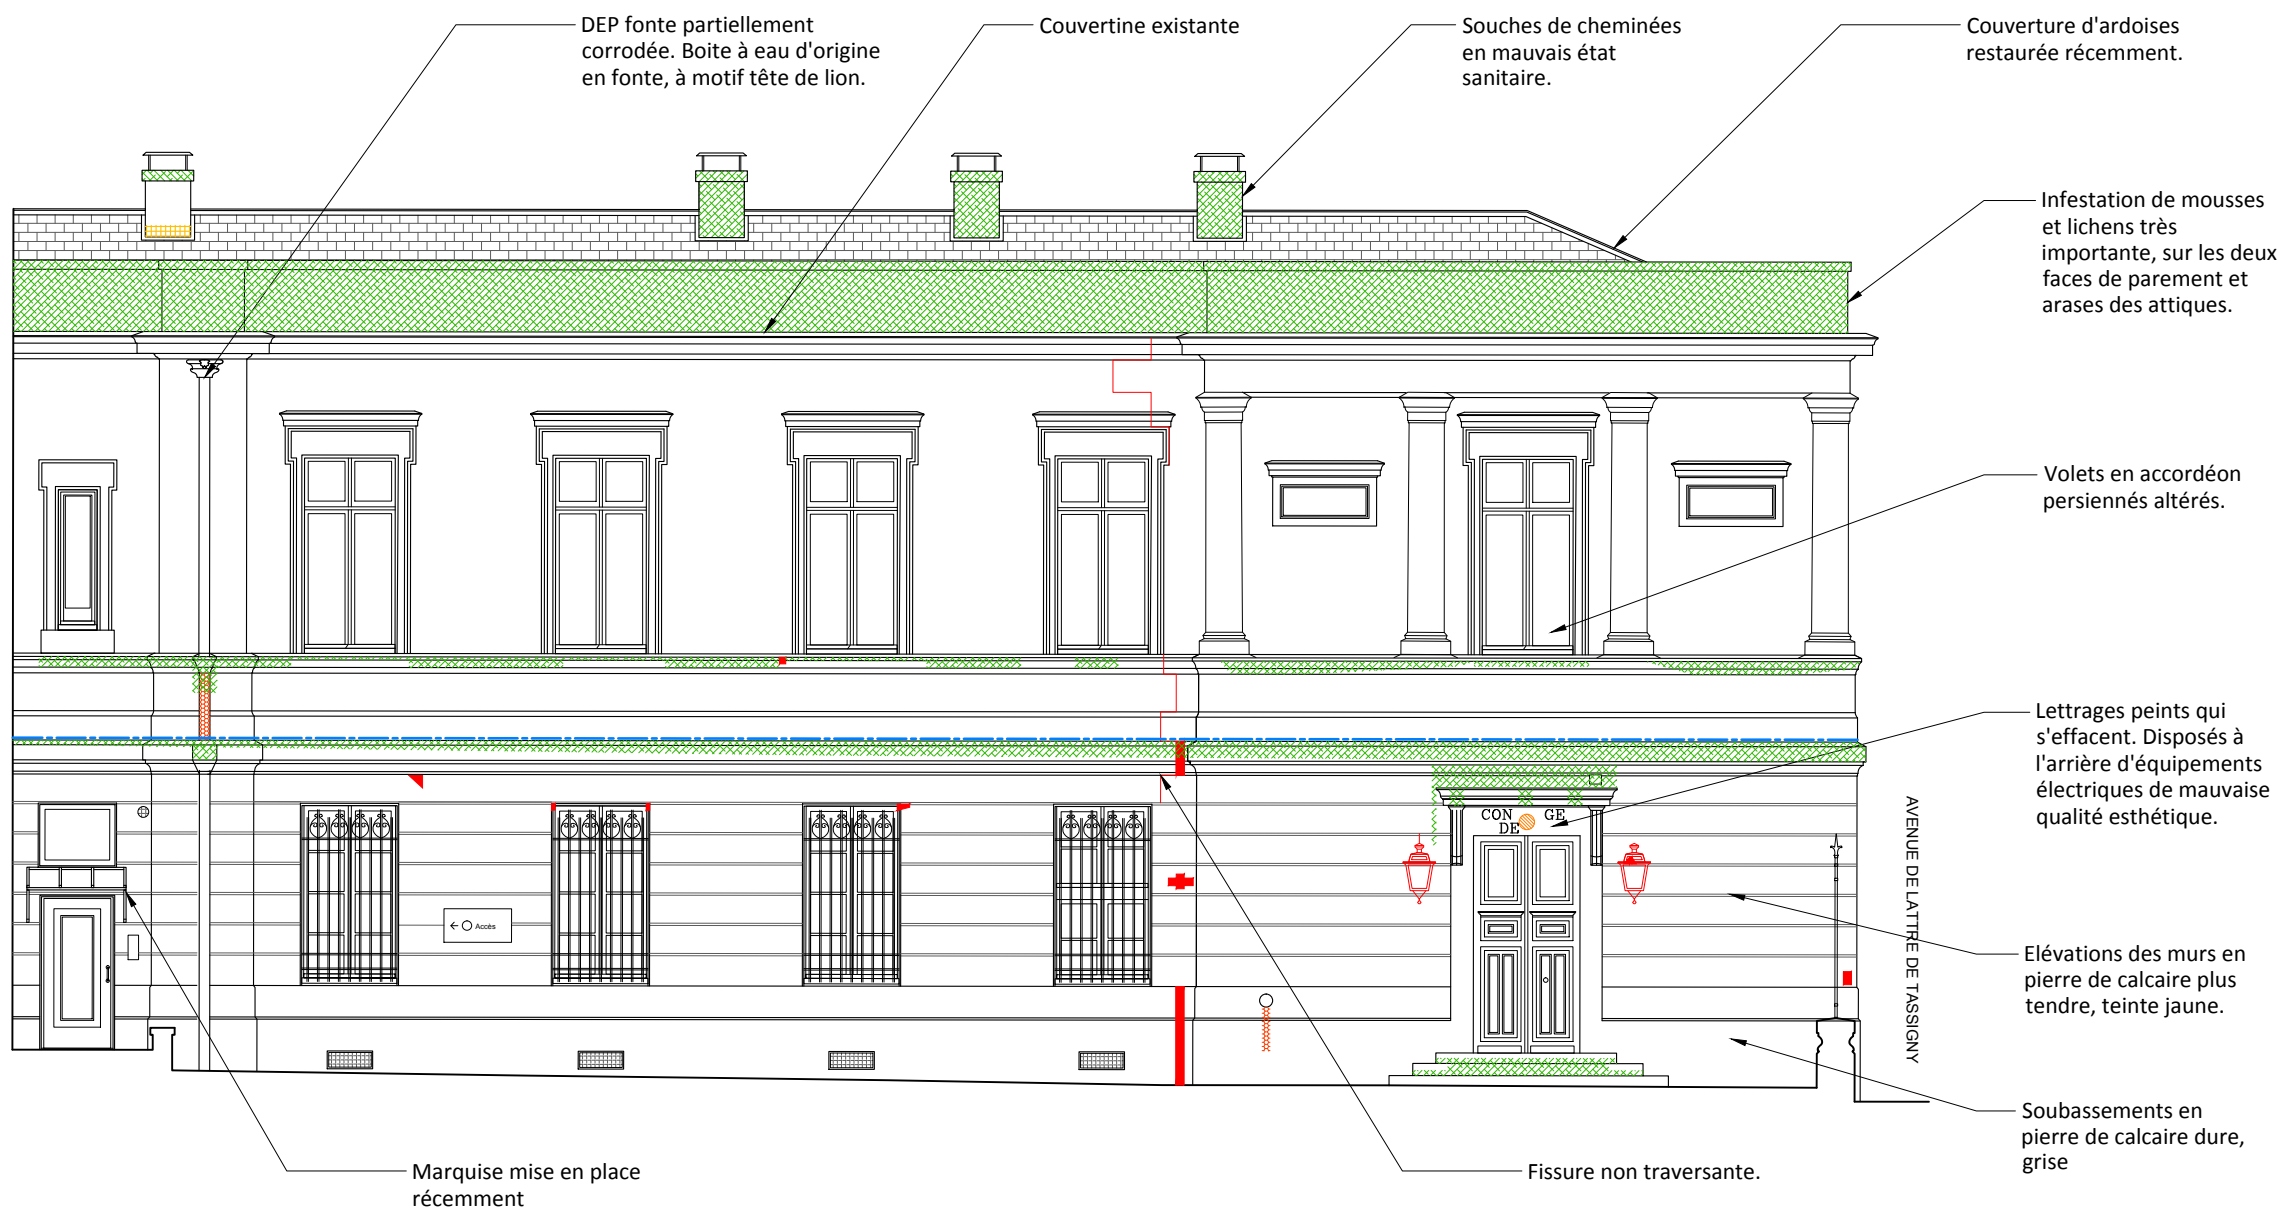 DEP fonte partiellement
corrodée. Boite à eau d'origine
en fonte, à motif tête de lion.
Couvertine existante
Souches de cheminées
en mauvais état
sanitaire.
Couverture d'ardoises
restaurée récemment.
Infestation de mousses
et lichens très
importante, sur les deux
faces de parement et
arases des attiques.
Volets en accordéon
persiennés altérés.
Lettrages peints qui
s'effacent. Disposés à
l'arrière d'équipements
électriques de mauvaise
qualité esthétique.
CON GE
DE
AVENUE DE LATTRE DE TASSIGNY
← Accès
Elévations des murs en
pierre de calcaire plus
tendre, teinte jaune.
Soubassements en
pierre de calcaire dure,
grise
Marquise mise en place
récemment
Fissure non traversante.